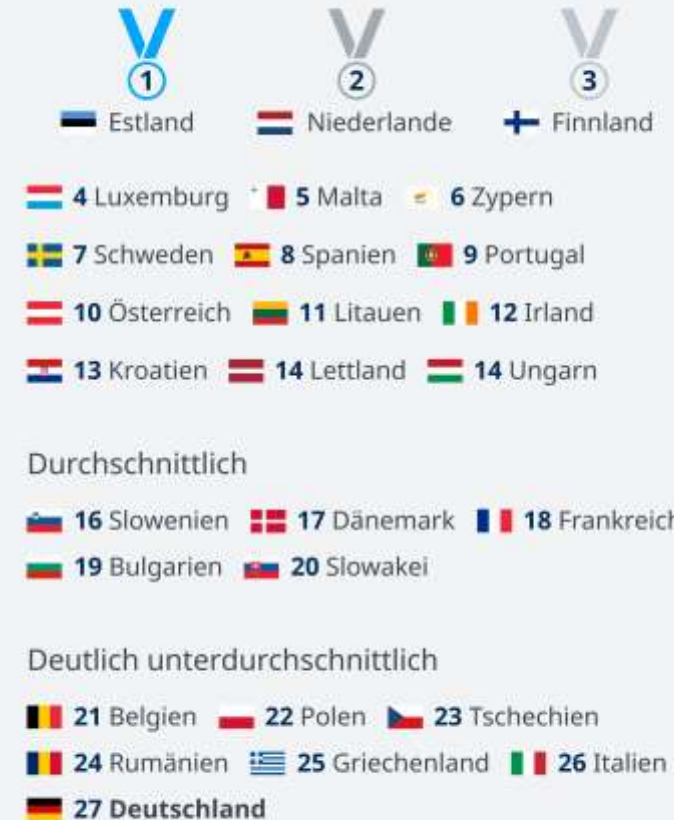 1 2 3
Estland Niederlande Finnland
4 Luxemburg 5 Malta 6 Zypern
7 Schweden 8 Spanien 9 Portugal
10 Österreich 11 Litauen 12 Irland
13 Kroatien 14 Lettland 14 Ungarn
Durchschnittlich
16 Slowenien 17 Dänemark 18 Frankreich
19 Bulgarien 20 Slowakei
Deutlich unterdurchschnittlich
21 Belgien 22 Polen 23 Tschechien
24 Rumänien 25 Griechenland 26 Italien
27 Deutschland